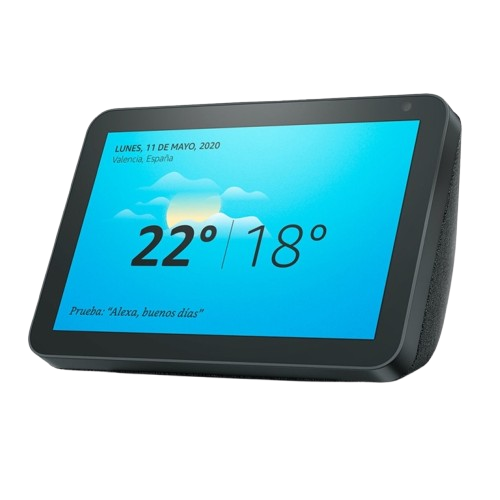 LUNES, 11 DE MAYO, 2020
Valencia, España
22° | 18°
Prueba: "Alexa, buenos días"